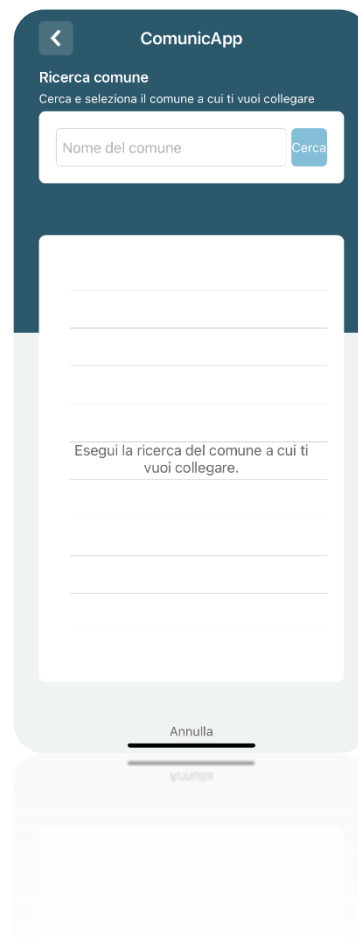 ComunicApp
Ricerca comune
Cerca e seleziona il comune a cui ti vuoi collegare
Nome del comune
Cerca
Esegui la ricerca del comune a cui ti
vuoi collegare.
Annulla
Annulla